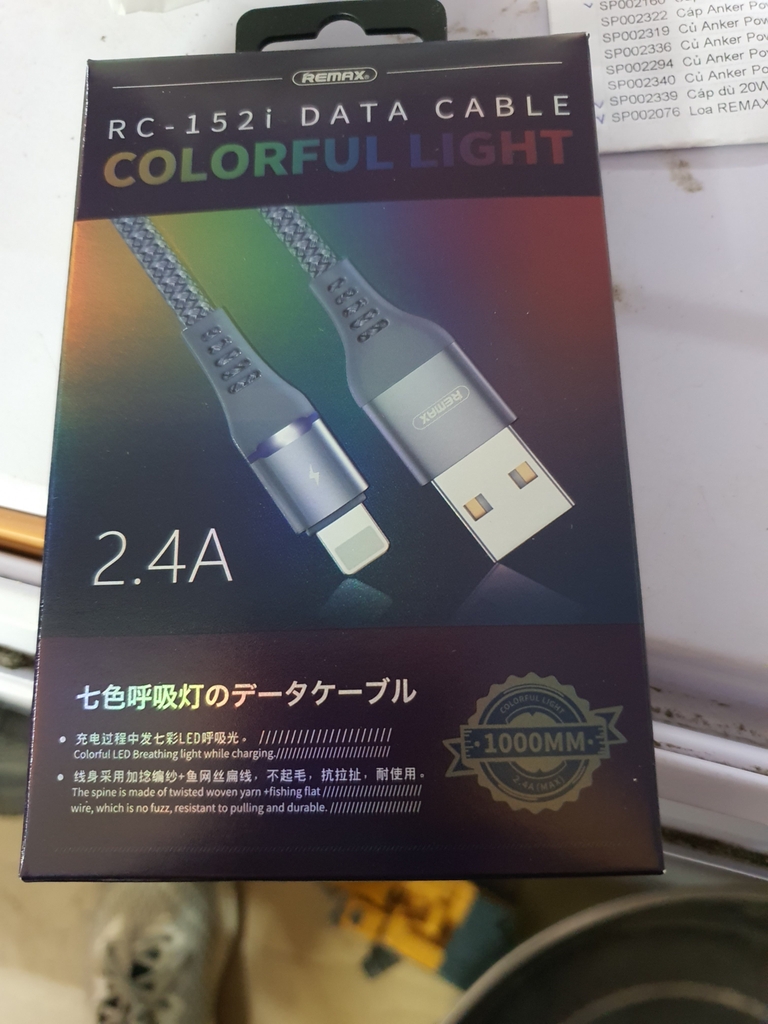 SP002322 Cáp Anker Pow
SP002319 Củ Anker Pow
SP002336 Củ Anker Pow
SP002294 Củ Anker Po
SP002340 Củ Anker Po
SP002339 Cáp dù 20W
SP002076 Loa REMAX
REMAX
RC-152i DATA CABLE
COLORFUL LIGHT
REMAX
2.4A
七色呼吸灯のデータケーブル
充电过程中发七彩LED呼吸光。
Colorful LED Breathing light while charging.
线身采用加捻编纱+鱼网丝扁线，不起毛，抗拉扯，耐使用。
The spine is made of twisted woven yarn +fishing flat
wire, which is no fuzz, resistant to pulling and durable.
COLORFUL LIGHT
1000MM
2.4A(MAX)